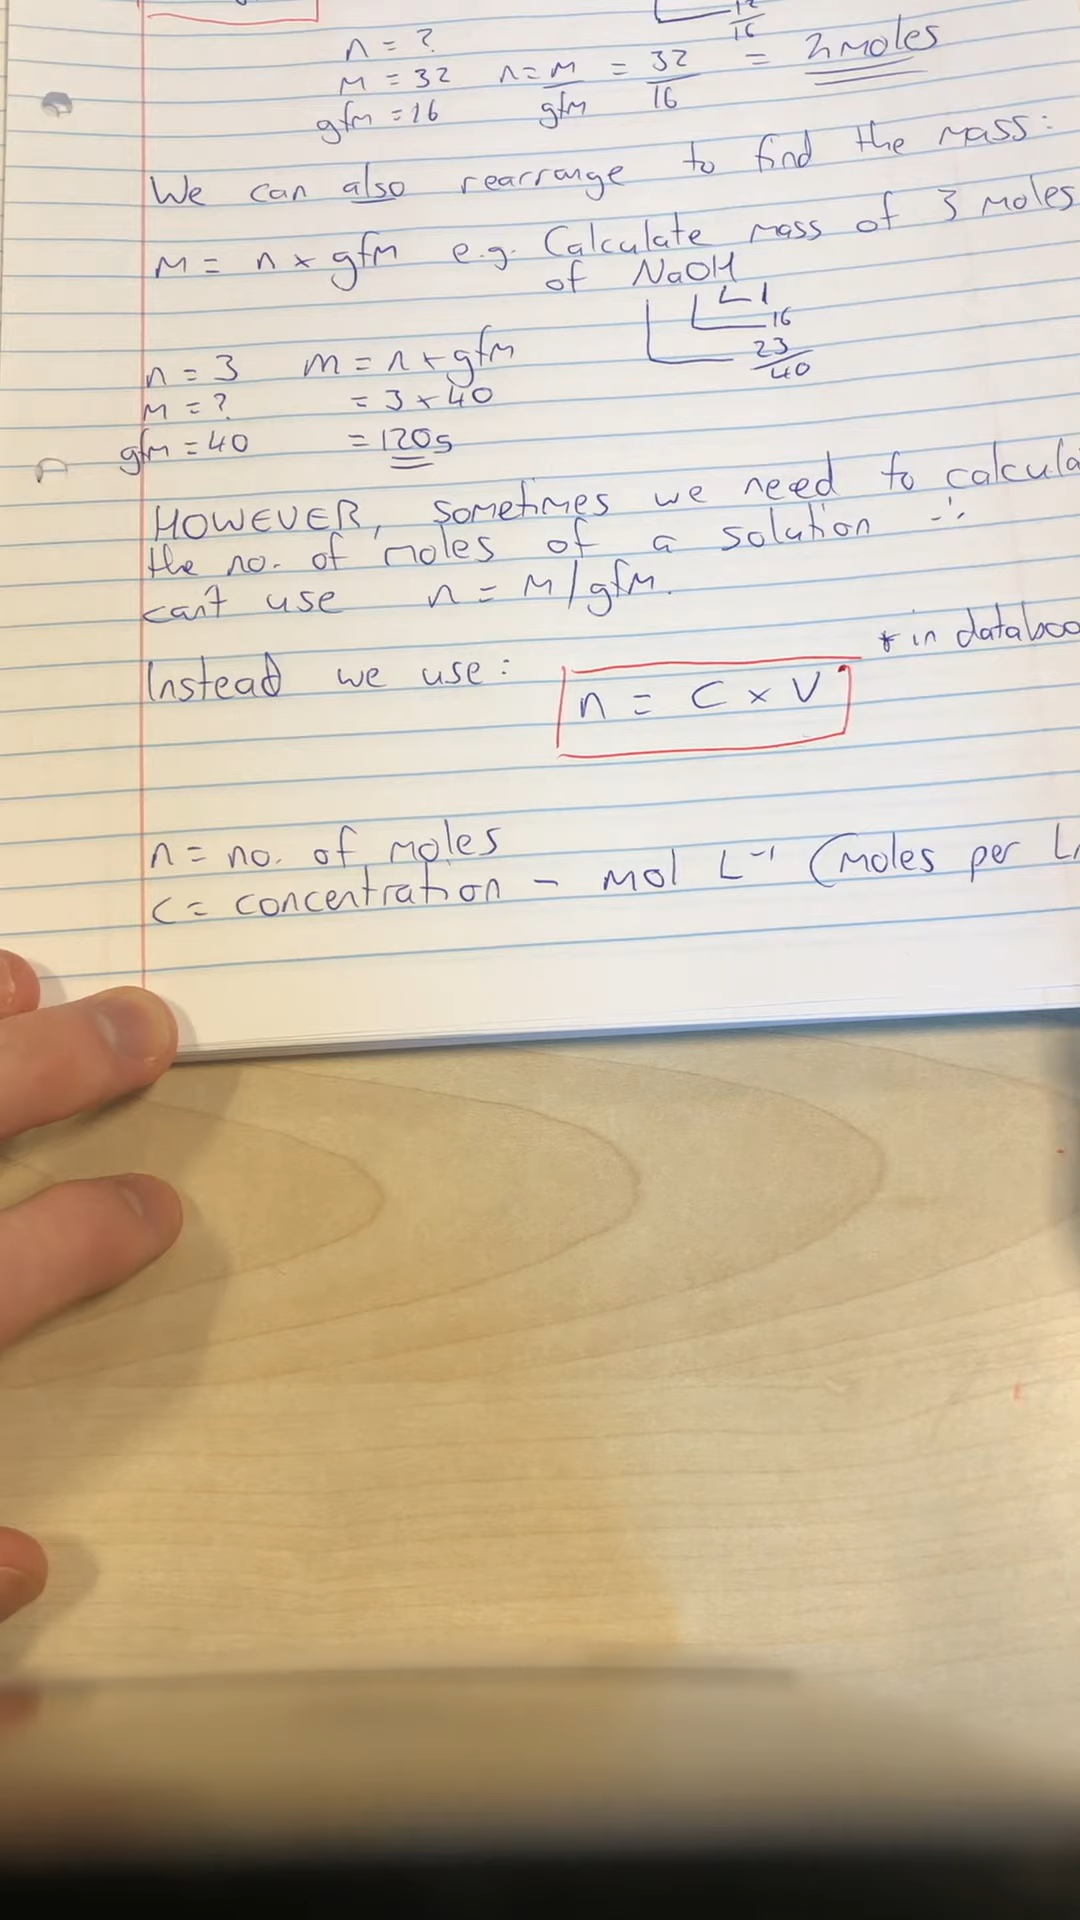 12
16
n = ?
M = 32 n = M/gfm = 32/16 = 2 moles
gfm = 16
We can also rearrange to find the mass:
M = n x gfm e.g. Calculate mass of 3 moles
of NaOH
1
16
23
40
n = 3 m = n x gfm
M = ? = 3 x 40
gfm = 40 = 120g
HOWEVER, sometimes we need to calcula
the no. of moles of a solution ∴
can't use n = M/gfm.
* in databoo
Instead we use: n = C x V
n = no. of moles
C = concentration - mol L⁻¹ (moles per L